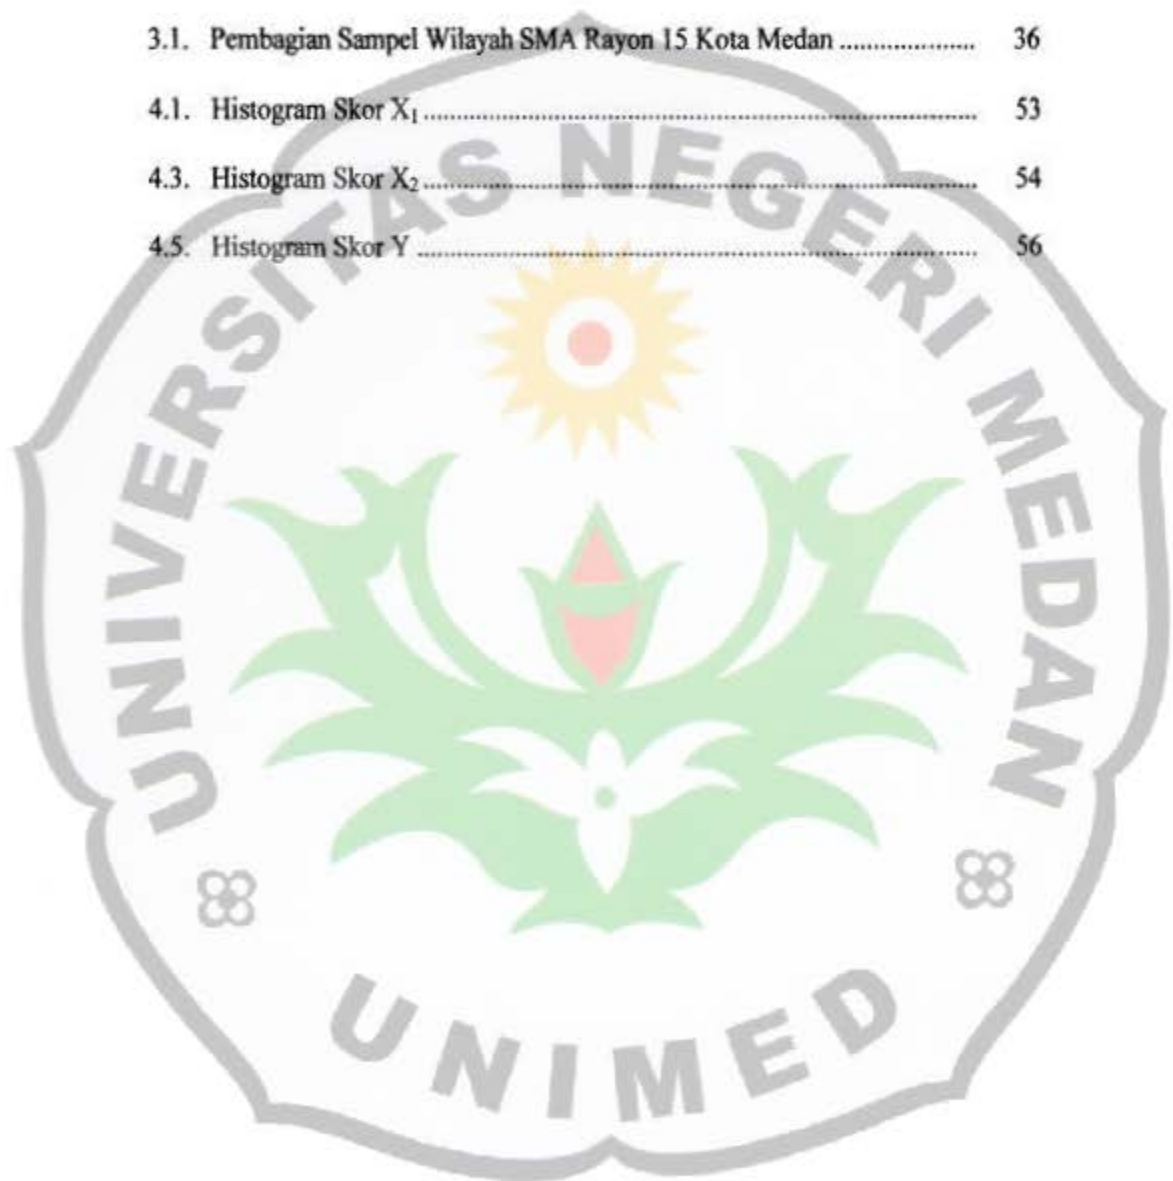 3.1. Pembagian Sampel Wilayah SMA Rayon 15 Kota Medan .................... 36
4.1. Histogram Skor X₁ .................................................................. 53
4.3. Histogram Skor X₂ .................................................................. 54
4.5. Histogram Skor Y .................................................................. 56
UNIVERSITAS NEGERI MEDAN
UNIMED